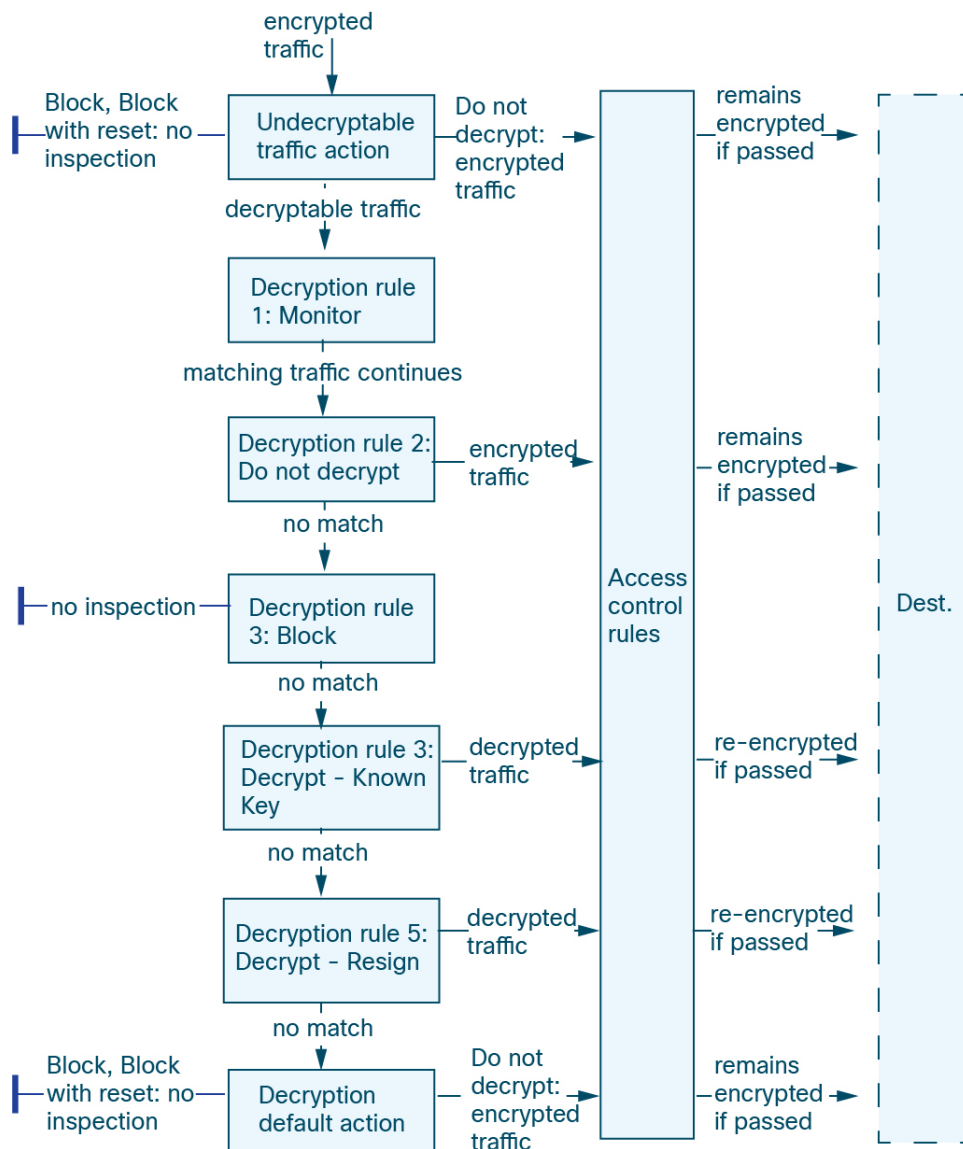 encrypted
traffic
Block, Block
with reset: no
inspection
Undecryptable
traffic action
Do not
decrypt:
encrypted
traffic
remains
encrypted
if passed
decryptable traffic
Decryption rule
1: Monitor
matching traffic continues
Decryption rule 2:
Do not decrypt
encrypted
traffic
remains
encrypted
if passed
no match
no inspection
Decryption rule
3: Block
Access
control
rules
Dest.
no match
Decryption rule 3:
Decrypt - Known
Key
decrypted
traffic
re-encrypted
if passed
no match
Decryption rule 5:
Decrypt - Resign
decrypted
traffic
re-encrypted
if passed
no match
Block, Block
with reset: no
inspection
Decryption
default action
Do not
decrypt:
encrypted
traffic
remains
encrypted
if passed